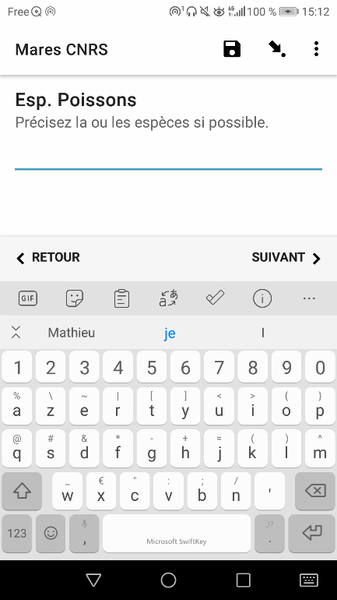 Free 4G 100 % 15:12
Mares CNRS
Esp. Poissons
Précisez la ou les espèces si possible.
RETOUR SUIVANT
GIF
Mathieu je I
1 2 3 4 5 6 7 8 9 0
% \ ~ | [ ] < > { }
a z e r t y u i o p
@ # & * - + = ( ) ^
q s d f g h j k l m
_ € " : ; /
w x c v b n '
123 , Microsoft SwiftKey .